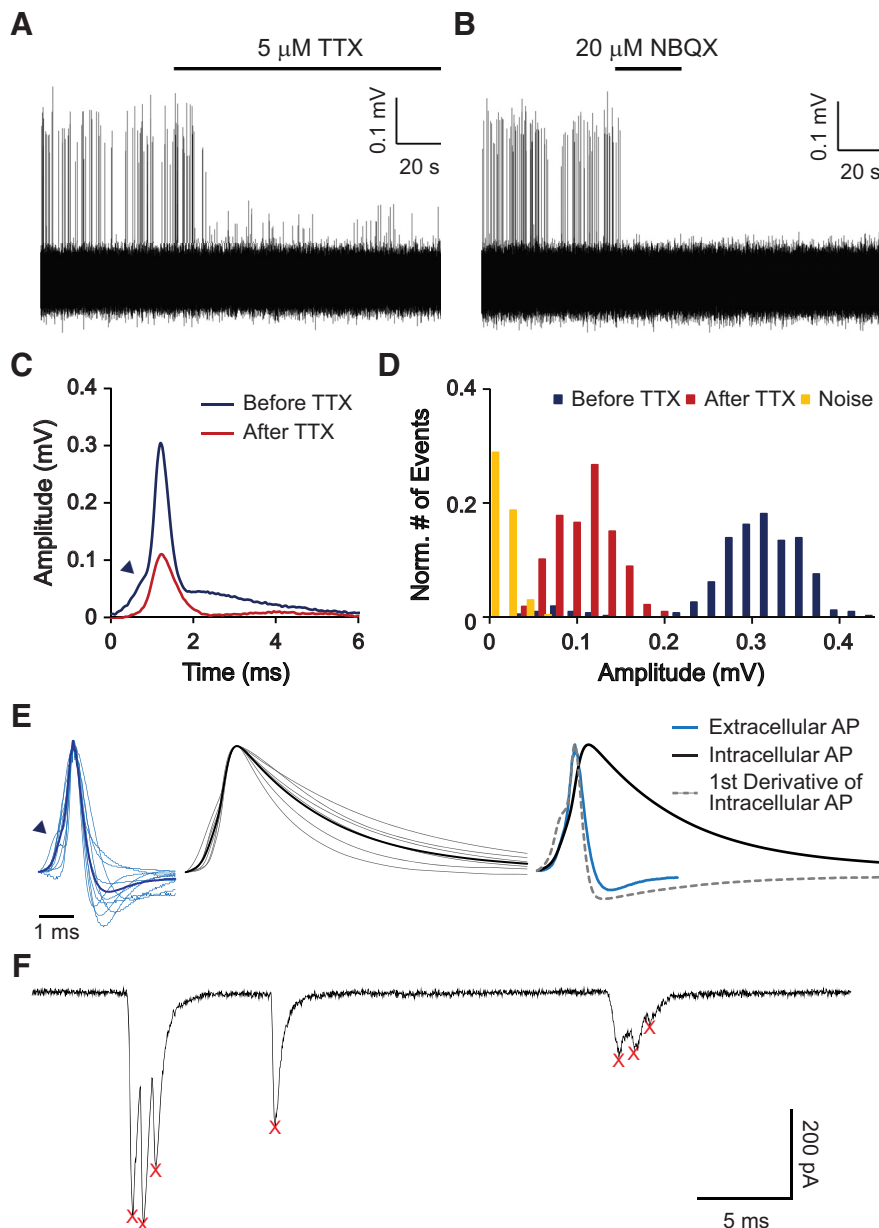 A
5 μM TTX
0.1 mV
20 s
B
20 μM NBQX
0.1 mV
20 s
C
0.4
0.3
0.2
0.1
0
Amplitude (mV)
Before TTX
After TTX
0
2
4
6
Time (ms)
D
0.4
0.2
0
Norm. # of Events
Before TTX
After TTX
Noise
0
0.1
0.2
0.3
0.4
Amplitude (mV)
E
1 ms
Extracellular AP
Intracellular AP
1st Derivative of
Intracellular AP
F
X
X
X
X
X
X
X
200 pA
5 ms